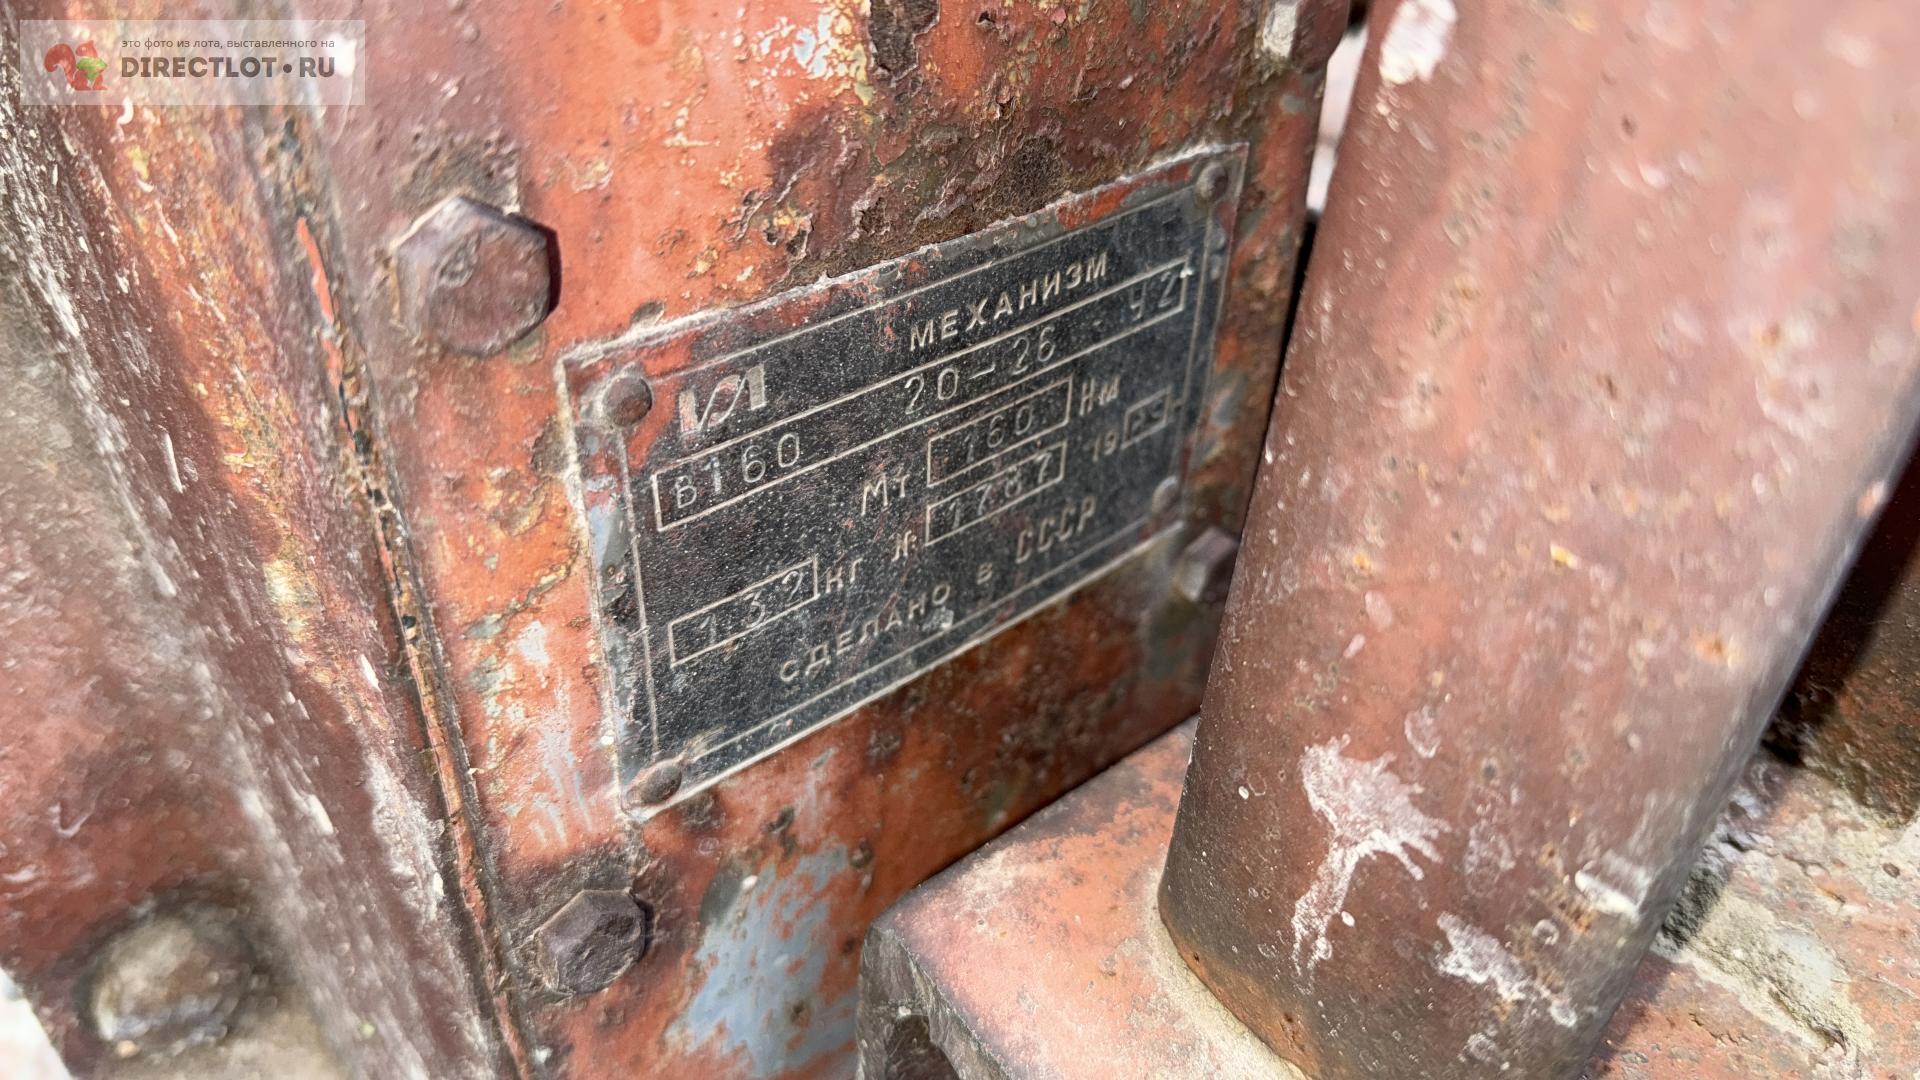 это фото из лота, выставленного на
DIRECTLOT•RU
МЕХАНИЗМ
В160 20-26 У2
Мт 160 Нм
132 кг № 1787 19
СДЕЛАНО В СССР